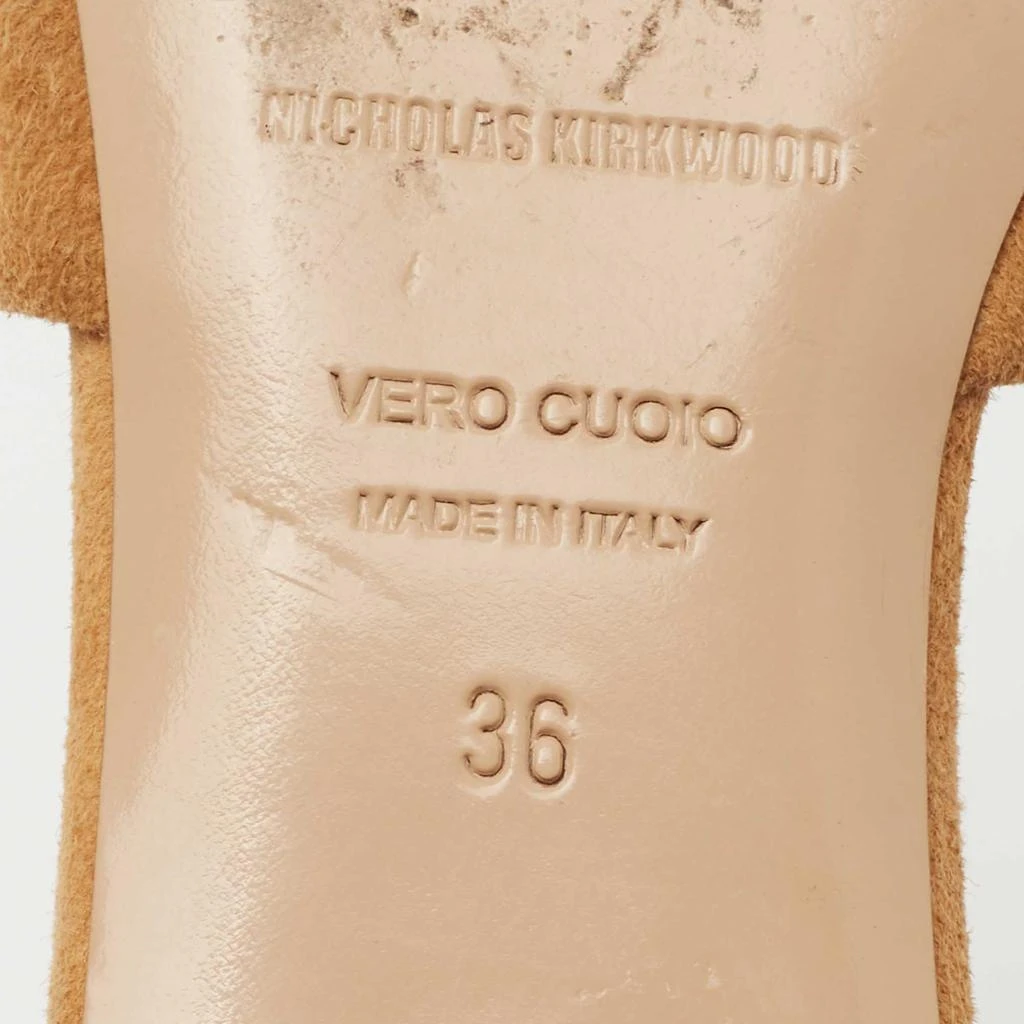 NICHOLAS KIRKWOOD
VERO CUOIO
MADE IN ITALY
36